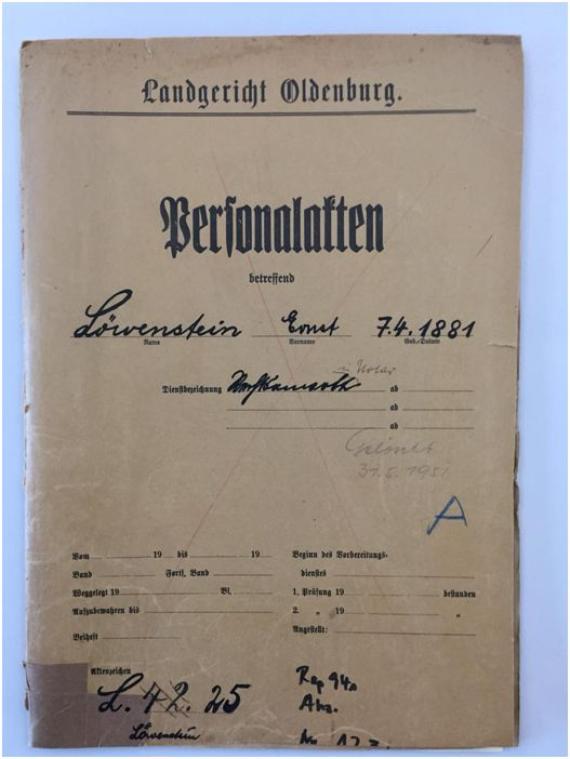 Landgericht Oldenburg.
Personalakten
betreffend
Löwenstein Ernst 7.4.1881
Name Vorname Geb.-Datum
u Notar
Dienstbezeichnung Rechtsanwalt ab
ab
ab
Gelöscht
31.5.1951
A
Vom 19 bis 19
Band Forts. Band
Weggelegt 19 Bl.
Aufzubewahren bis
Beiheft
Beginn des Vorbereitungs-
dienstes
1. Prüfung 19 bestanden
2. „ 19 „
Angestellt:
Aktenzeichen
L. 42. 25
Löwenstein
Rep 94a
Akz.